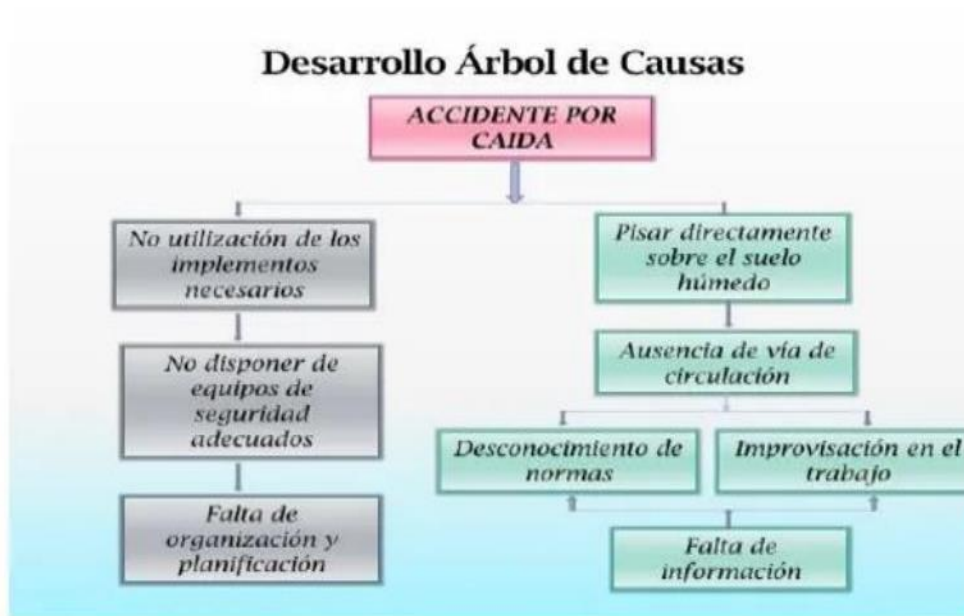 Desarrollo Árbol de Causas
ACCIDENTE POR
CAIDA
No utilización de los
implementos
necesarios
No disponer de
equipos de
seguridad
adecuados
Falta de
organización y
planificación
Pisar directamente
sobre el suelo
húmedo
Ausencia de vía de
circulación
Desconocimiento de
normas
Improvisación en el
trabajo
Falta de
información